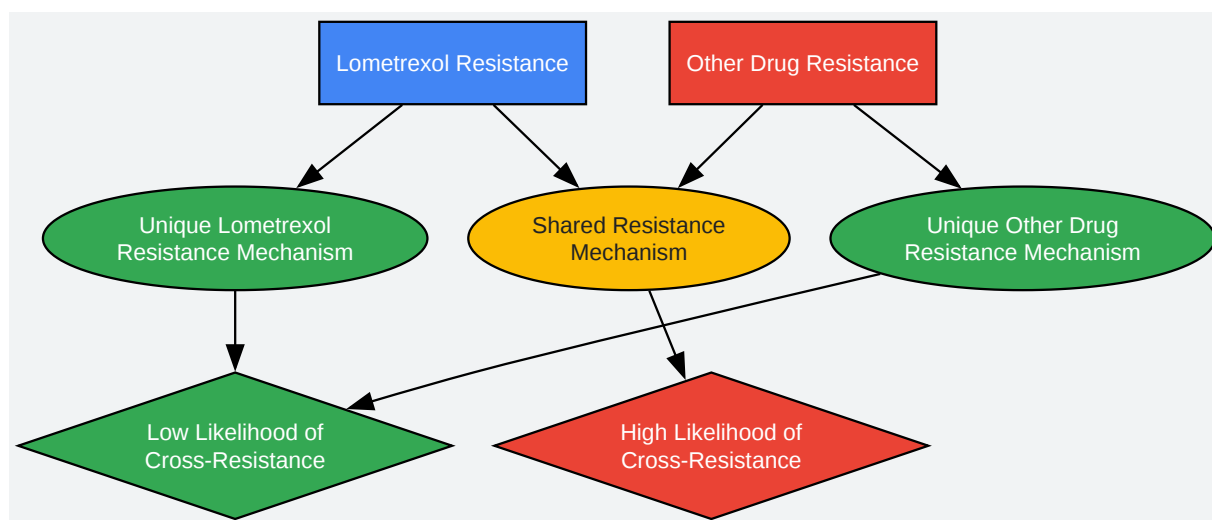 Lometrexol Resistance
Other Drug Resistance
Unique Lometrexol
Resistance Mechanism
Shared Resistance
Mechanism
Unique Other Drug
Resistance Mechanism
Low Likelihood of
Cross-Resistance
High Likelihood of
Cross-Resistance